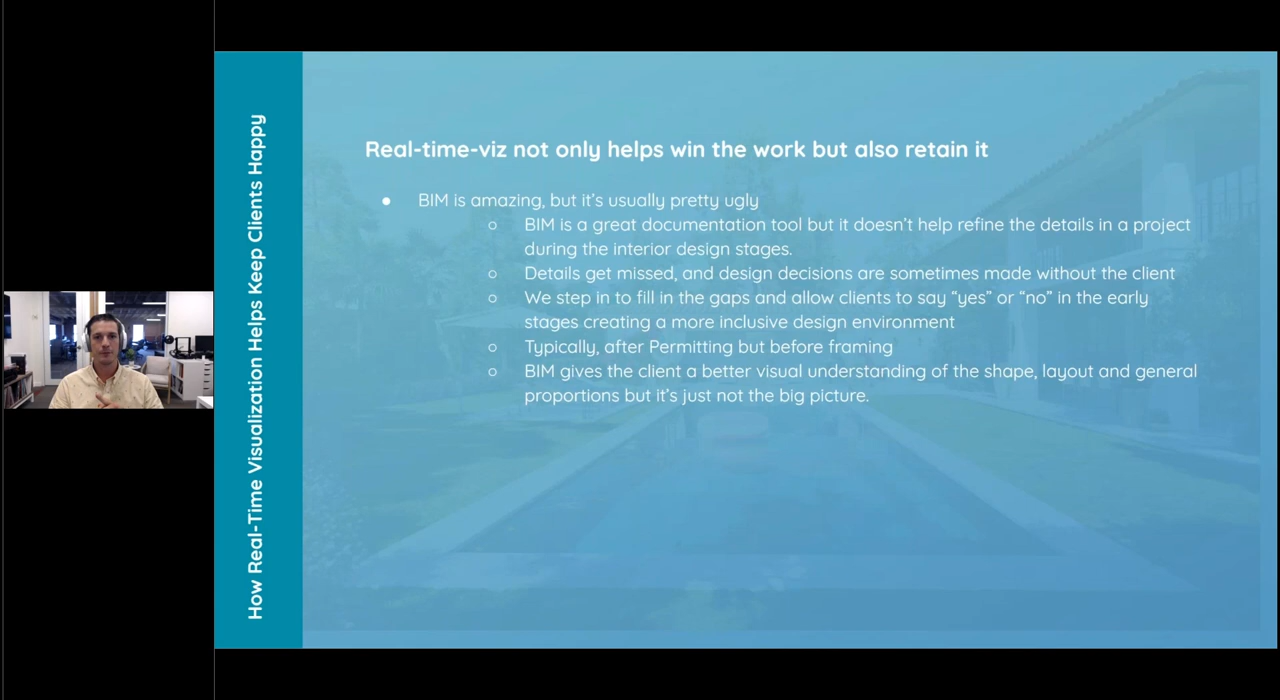 How Real-Time Visualization Helps Keep Clients Happy
Real-time-viz not only helps win the work but also retain it
● BIM is amazing, but it’s usually pretty ugly
○ BIM is a great documentation tool but it doesn’t help refine the details in a project
during the interior design stages.
○ Details get missed, and design decisions are sometimes made without the client
○ We step in to fill in the gaps and allow clients to say “yes” or “no” in the early
stages creating a more inclusive design environment
○ Typically, after Permitting but before framing
○ BIM gives the client a better visual understanding of the shape, layout and general
proportions but it’s just not the big picture.